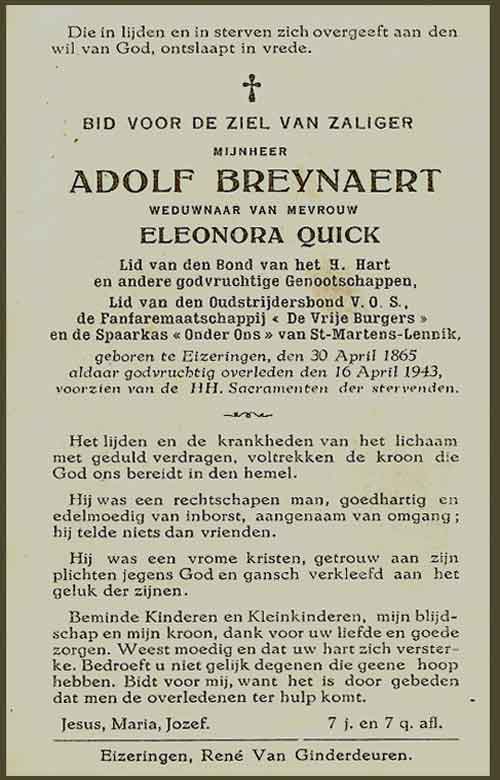 Die in lijden en in sterven zich overgeeft aan den
wil van God, ontslaapt in vrede.
BID VOOR DE ZIEL VAN ZALIGER
MIJNHEER
ADOLF BREYNAERT
WEDUWNAAR VAN MEVROUW
ELEONORA QUICK
Lid van den Bond van het H. Hart
en andere godvruchtige Genootschappen,
Lid van den Oudstrijdersbond V. O. S.,
de Fanfaremaatschappij « De Vrije Burgers »
en de Spaarkas « Onder Ons » van St-Martens-Lennik,
geboren te Eizeringen, den 30 April 1865
aldaar godvruchtig overleden den 16 April 1943,
voorzien van de HH. Sacramenten der stervenden.
Het lijden en de krankheden van het lichaam
met geduld verdragen, voltrekken de kroon die
God ons bereidt in den hemel.
Hij was een rechtschapen man, goedhartig en
edelmoedig van inborst, aangenaam van omgang ;
hij telde niets dan vrienden.
Hij was een vrome kristen, getrouw aan zijn
plichten jegens God en gansch verkleefd aan het
geluk der zijnen.
Beminde Kinderen en Kleinkinderen, mijn blijd-
schap en mijn kroon, dank voor uw liefde en goede
zorgen. Weest moedig en dat uw hart zich verster-
ke. Bedroeft u niet gelijk degenen die geene hoop
hebben. Bidt voor mij, want het is door gebeden
dat men de overledenen ter hulp komt.
Jesus, Maria, Jozef. 7 j. en 7 q. afl.
Eizeringen, René Van Ginderdeuren.